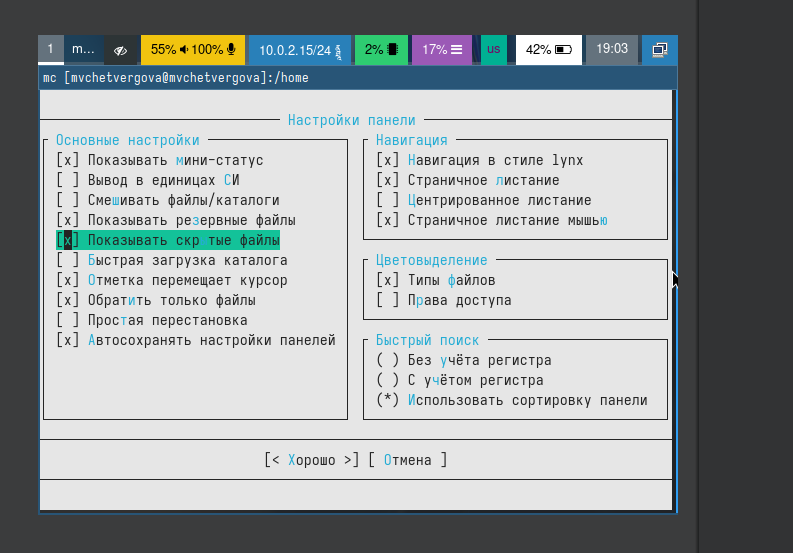 1 m... 55% 100% 10.0.2.15/24 2% 17% us 42% 19:03
mc [mvchetvergova@mvchetvergova]:/home
Настройки панели
Основные настройки
[x] Показывать мини-статус
[ ] Вывод в единицах СИ
[ ] Смешивать файлы/каталоги
[x] Показывать резервные файлы
[x] Показывать скрытые файлы
[ ] Быстрая загрузка каталога
[x] Отметка перемещает курсор
[x] Обратить только файлы
[ ] Простая перестановка
[x] Автосохранять настройки панелей
Навигация
[x] Навигация в стиле lynx
[x] Страничное листание
[ ] Центрированное листание
[x] Страничное листание мышью
Цветовыделение
[x] Типы файлов
[ ] Права доступа
Быстрый поиск
( ) Без учёта регистра
( ) С учётом регистра
(*) Использовать сортировку панели
[< Хорошо >] [ Отмена ]